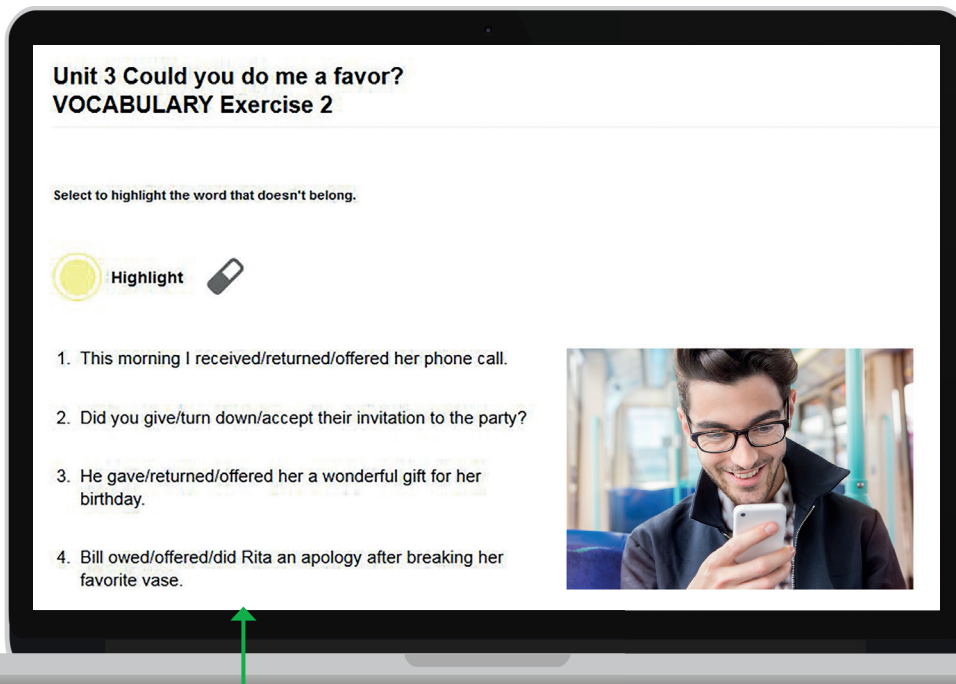 Unit 3 Could you do me a favor?
VOCABULARY Exercise 2
Select to highlight the word that doesn't belong.
Highlight
1. This morning I received/returned/offered her phone call.
2. Did you give/turn down/accept their invitation to the party?
3. He gave/returned/offered her a wonderful gift for her
birthday.
4. Bill owed/offered/did Rita an apology after breaking her
favorite vase.